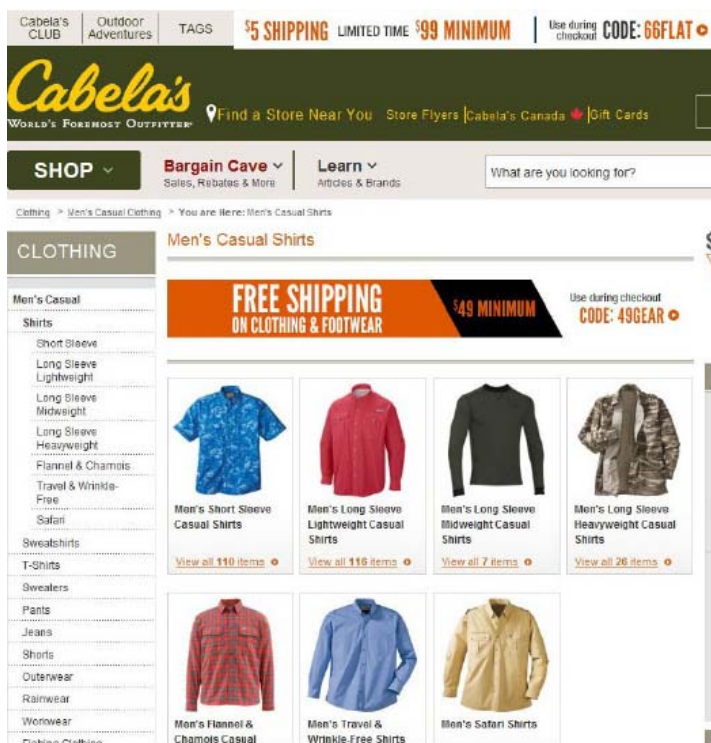 Cabela's CLUB
Outdoor Adventures
TAGS
$5 SHIPPING LIMITED TIME $99 MINIMUM
Use during checkout CODE: 66FLAT
Cabela's
WORLD'S FOREMOST OUTFITTER
Find a Store Near You Store Flyers |Cabela's Canada |Gift Cards
SHOP
Bargain Cave
Sales, Rebates & More
Learn
Articles & Brands
What are you looking for?
Clothing > Men's Casual Clothing > You are Here: Men's Casual Shirts
CLOTHING
Men's Casual
Shirts
Short Sleeve
Long Sleeve
Lightweight
Long Sleeve
Midweight
Long Sleeve
Heavyweight
Flannel & Chamois
Travel & Wrinkle-
Free
Safari
Sweatshirts
T-Shirts
Sweaters
Pants
Jeans
Shorts
Outerwear
Rainwear
Workwear
Fishing Clothing
Men's Casual Shirts
FREE SHIPPING
ON CLOTHING & FOOTWEAR
$49 MINIMUM
Use during checkout
CODE: 49GEAR
Men's Short Sleeve
Casual Shirts
View all 110 items
Men's Long Sleeve
Lightweight Casual
Shirts
View all 116 items
Men's Long Sleeve
Midweight Casual
Shirts
View all 7 items
Men's Long Sleeve
Heavyweight Casual
Shirts
View all 26 items
Men's Flannel &
Chamois Casual
Men's Travel &
Wrinkle-Free Shirts
Men's Safari Shirts